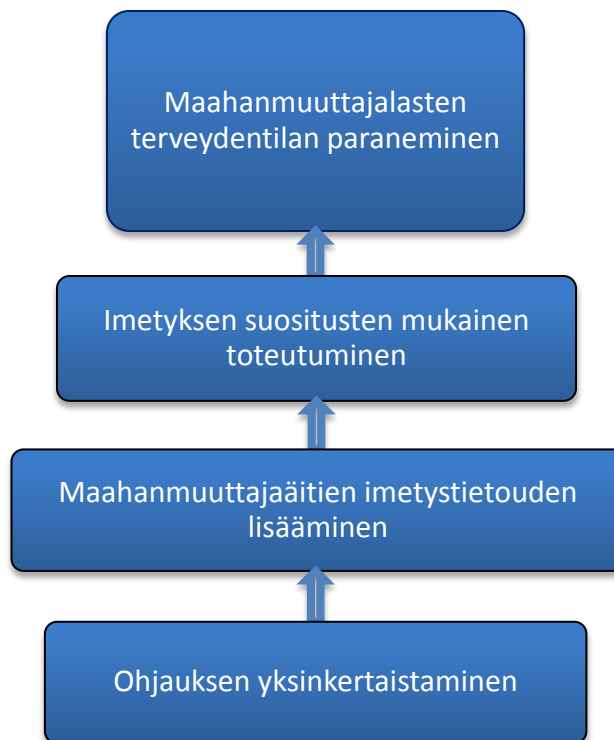 Maahanmuuttajalasten
terveydentilan paraneminen
Imetyksen suositusten mukainen
toteutuminen
Maahanmuuttajaäitien imetystietouden
lisääminen
Ohjauksen yksinkertaistaminen